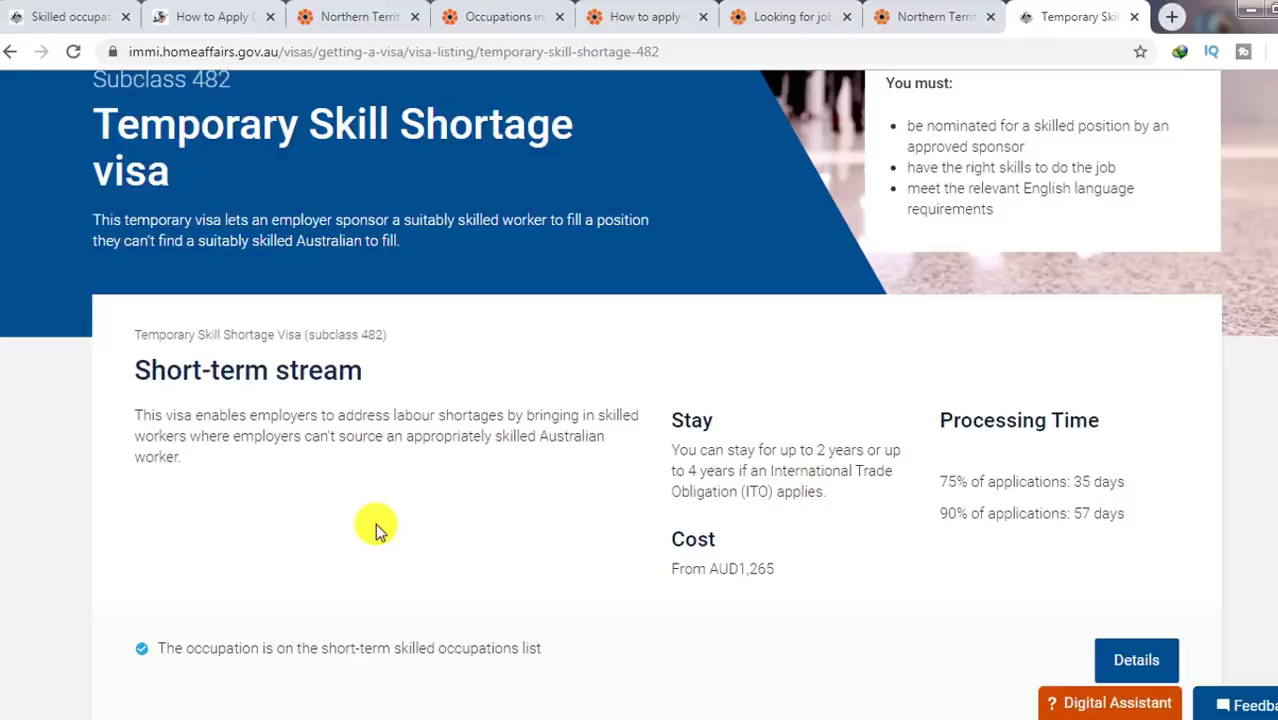 Skilled occupat
How to Apply D
Northern Territ
Occupations in
How to apply -
Looking for job
Northern Territ
Temporary Skil
immi.homeaffairs.gov.au/visas/getting-a-visa/visa-listing/temporary-skill-shortage-482
IQ
Subclass 482
Temporary Skill Shortage
visa
This temporary visa lets an employer sponsor a suitably skilled worker to fill a position
they can't find a suitably skilled Australian to fill.
You must:
be nominated for a skilled position by an
approved sponsor
have the right skills to do the job
meet the relevant English language
requirements
Temporary Skill Shortage Visa (subclass 482)
Short-term stream
This visa enables employers to address labour shortages by bringing in skilled
workers where employers can't source an appropriately skilled Australian
worker.
Stay
You can stay for up to 2 years or up
to 4 years if an International Trade
Obligation (ITO) applies.
Cost
From AUD1,265
Processing Time
75% of applications: 35 days
90% of applications: 57 days
The occupation is on the short-term skilled occupations list
Details
? Digital Assistant
Feedba